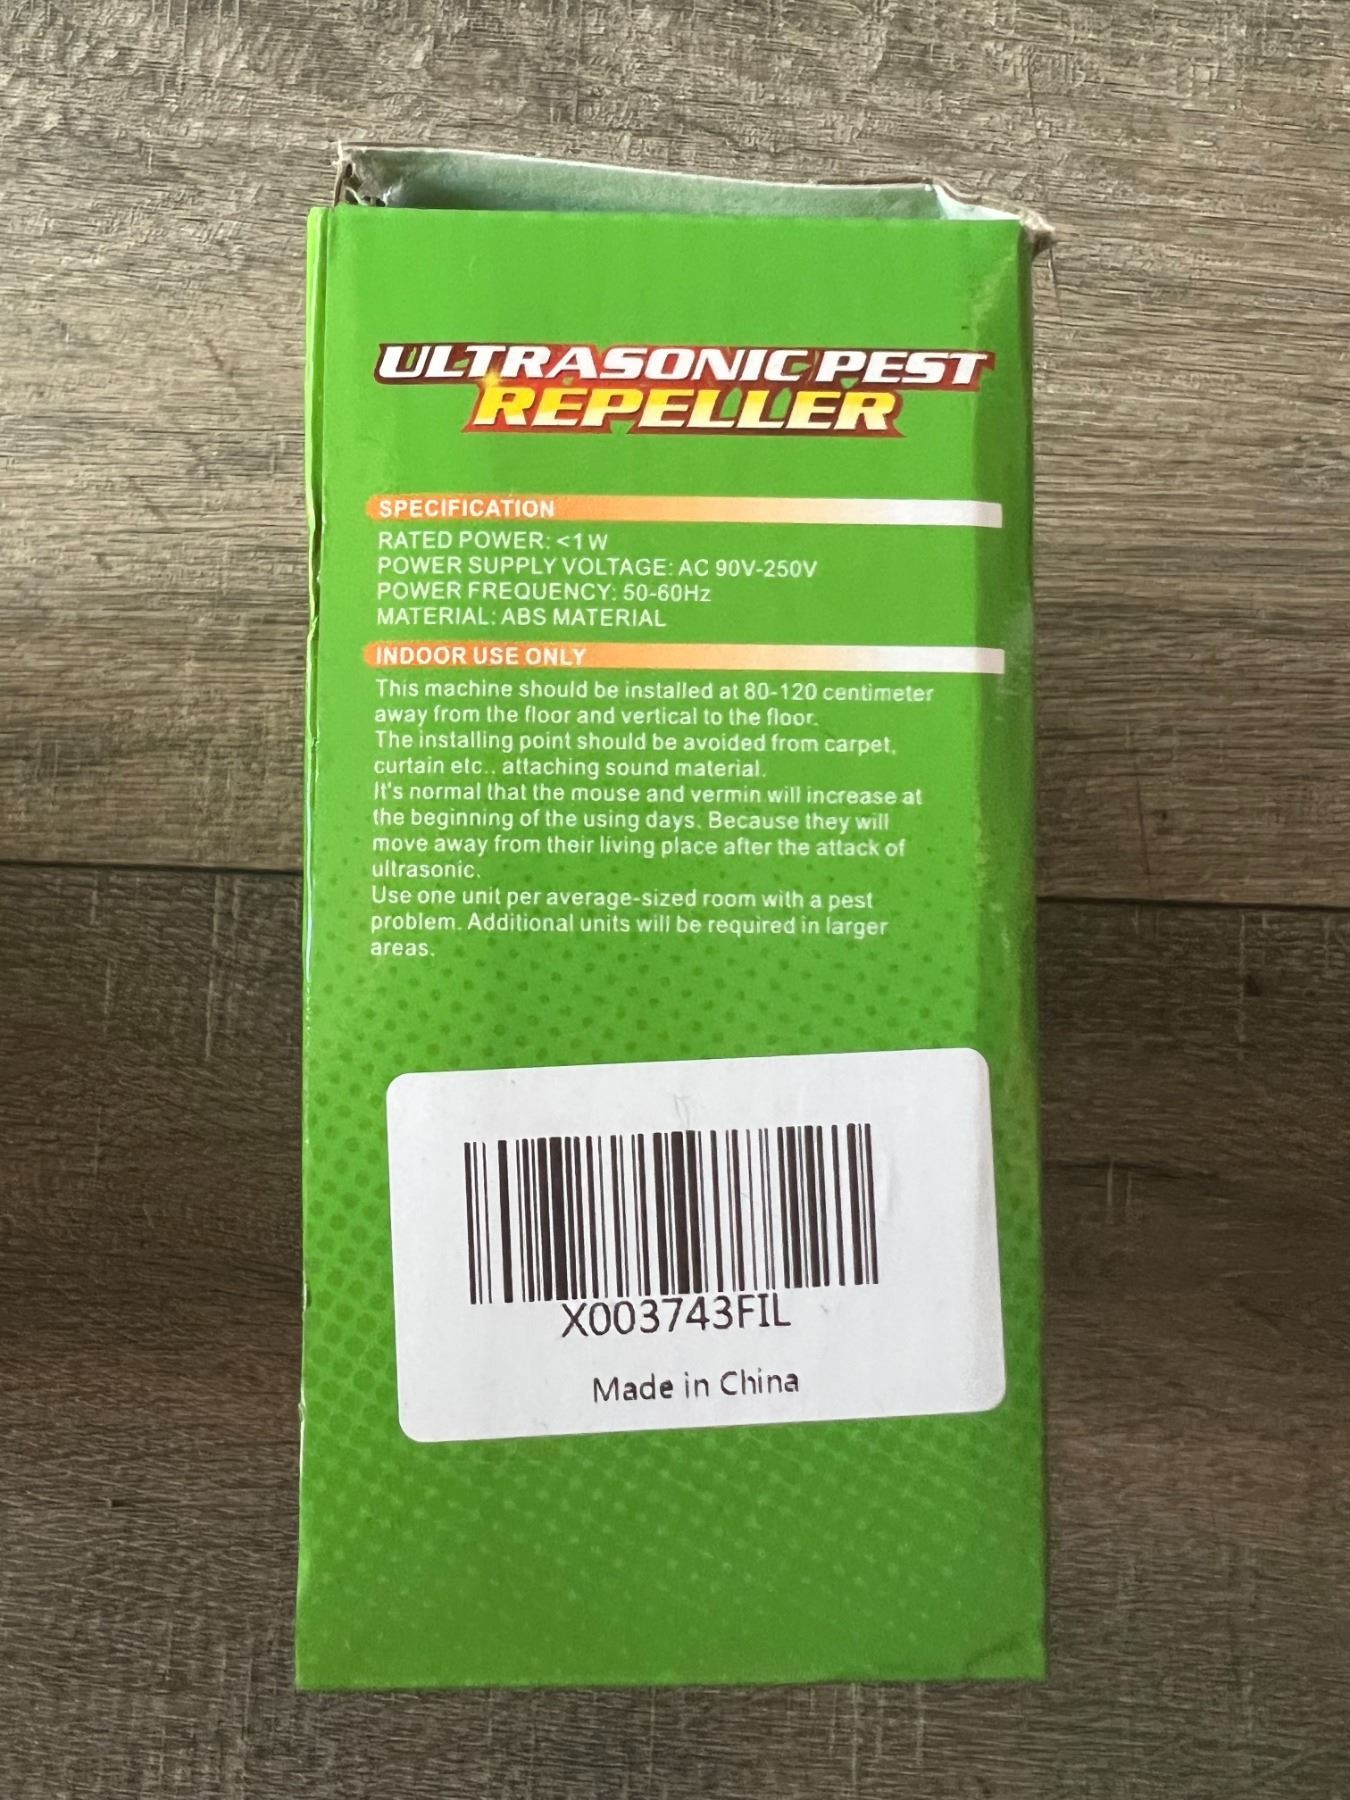 ULTRASONIC PEST
REPELLER
SPECIFICATION
RATED POWER: <1W
POWER SUPPLY VOLTAGE: AC 90V-250V
POWER FREQUENCY: 50-60Hz
MATERIAL: ABS MATERIAL
INDOOR USE ONLY
This machine should be installed at 80-120 centimeter
away from the floor and vertical to the floor.
The installing point should be avoided from carpet,
curtain etc.. attaching sound material.
It's normal that the mouse and vermin will increase at
the beginning of the using days. Because they will
move away from their living place after the attack of
ultrasonic.
Use one unit per average-sized room with a pest
problem. Additional units will be required in larger
areas.
X003743FIL
Made in China